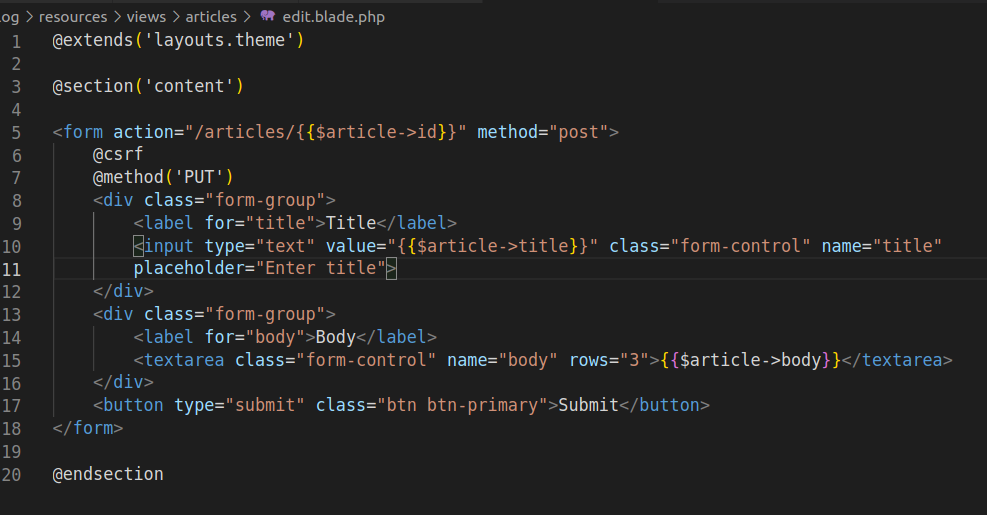 og > resources > views > articles > edit.blade.php
1 @extends('layouts.theme')
2
3 @section('content')
4
5 <form action="/articles/{{$article->id}}" method="post">
6 @csrf
7 @method('PUT')
8 <div class="form-group">
9 <label for="title">Title</label>
10 <input type="text" value="{{$article->title}}" class="form-control" name="title"
11 placeholder="Enter title">
12 </div>
13 <div class="form-group">
14 <label for="body">Body</label>
15 <textarea class="form-control" name="body" rows="3">{{$article->body}}</textarea>
16 </div>
17 <button type="submit" class="btn btn-primary">Submit</button>
18 </form>
19
20 @endsection